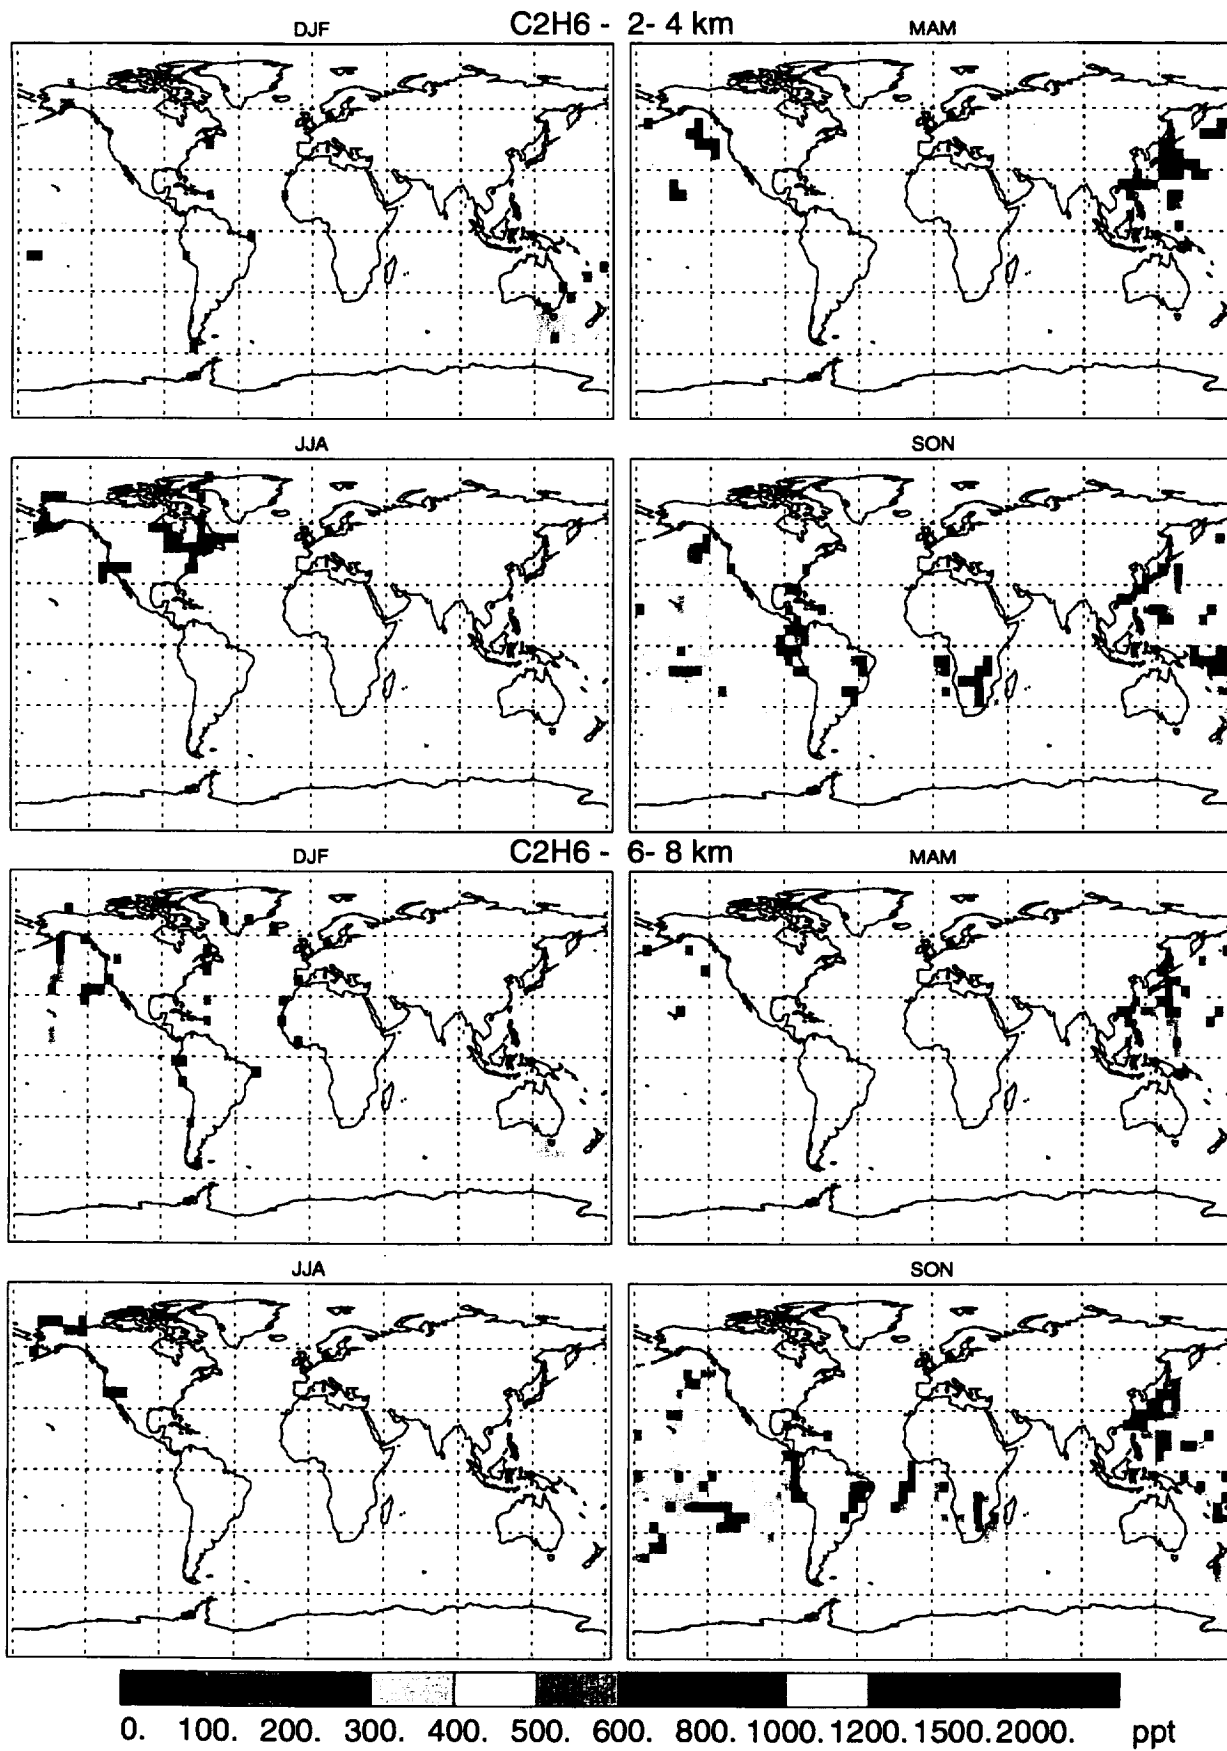 C2H6 - 2- 4 km
DJF
MAM
JJA
SON
C2H6 - 6- 8 km
DJF
MAM
JJA
SON
0. 100. 200. 300. 400. 500. 600. 800. 1000. 1200. 1500. 2000. ppt